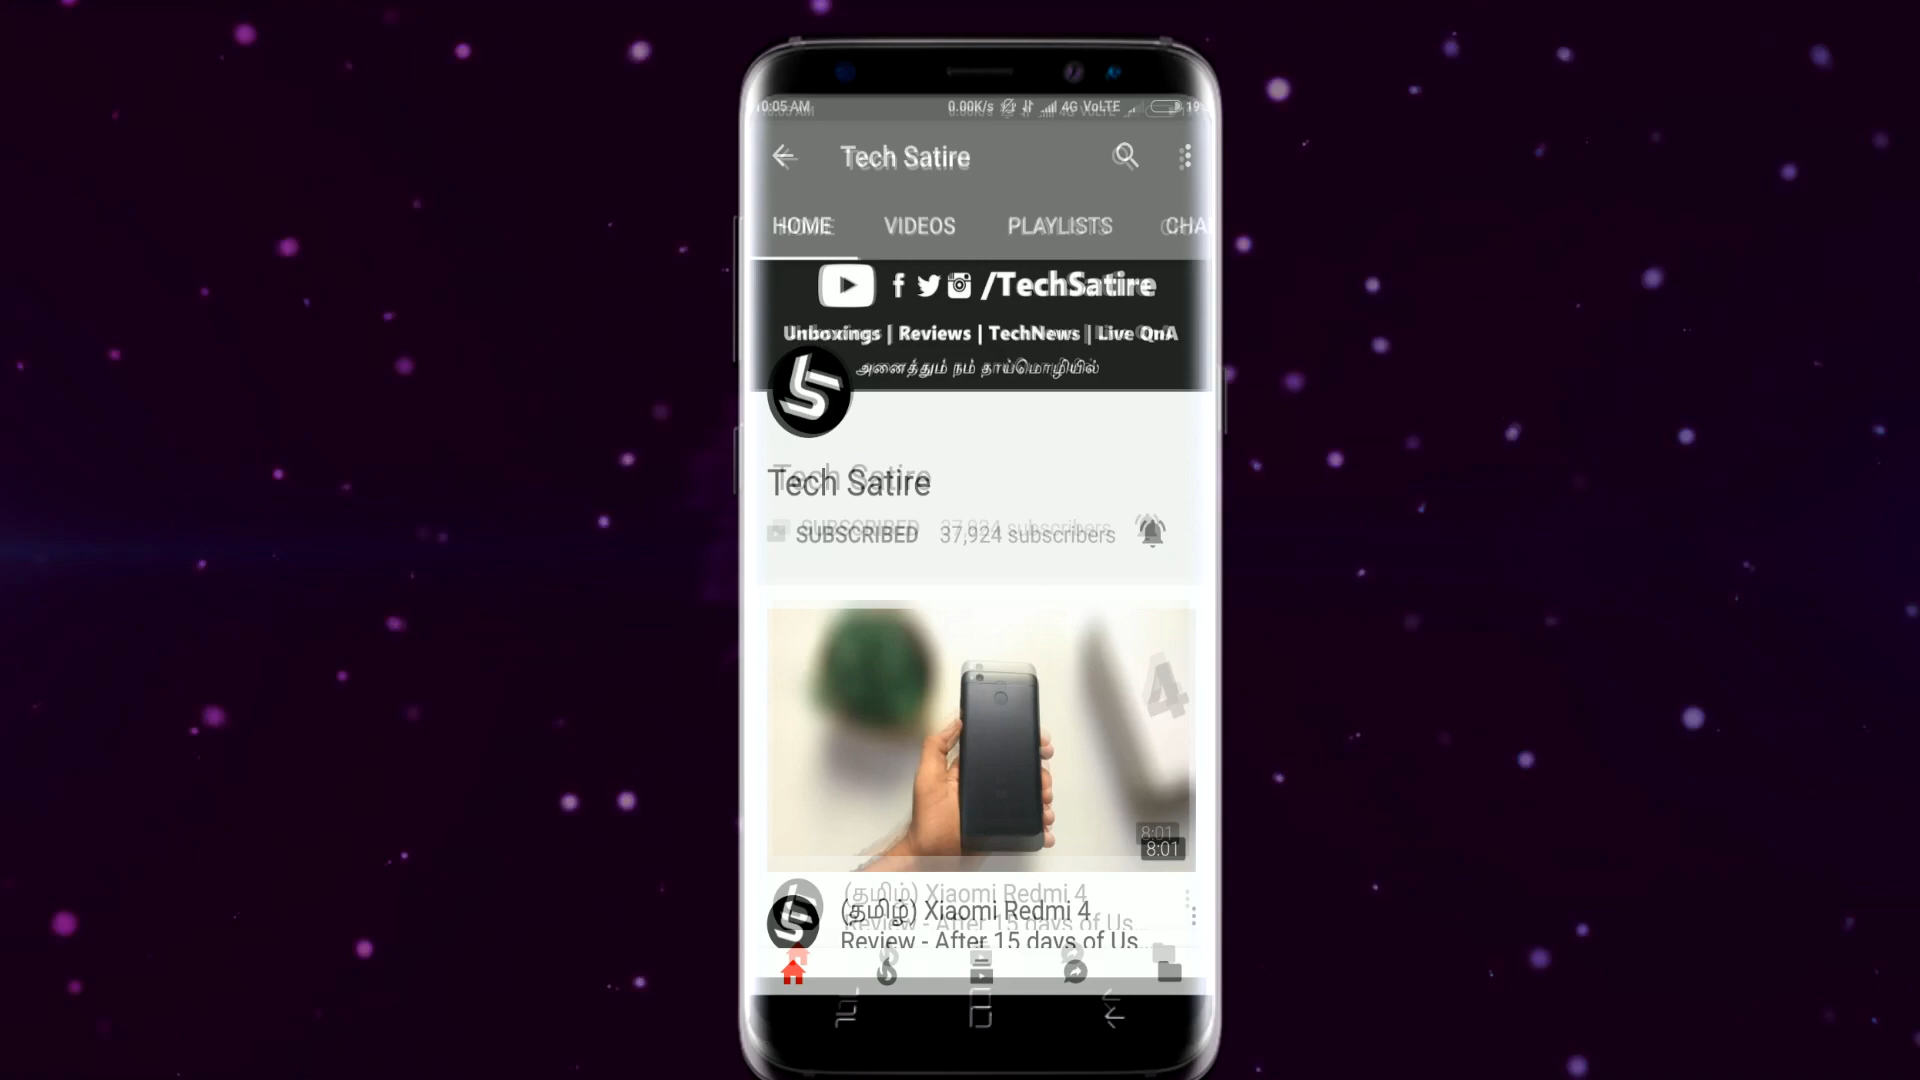 10:05 AM 0.00K/s 4G VoLTE 19
Tech Satire
HOME VIDEOS PLAYLISTS CHA
/TechSatire
Unboxings | Reviews | TechNews | Live QnA
அனைத்தும் நம் தாய்மொழியில்
Tech Satire
SUBSCRIBED 37,924 subscribers
4
8:01
(தமிழ்) Xiaomi Redmi 4
Review - After 15 days of Us...